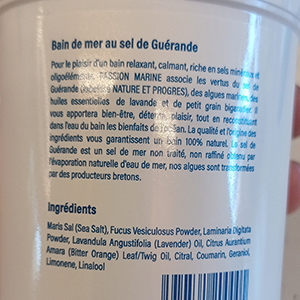 Bain de mer au sel de Guérande
Pour le plaisir d'un bain relaxant, calmant, riche en sels minéraux et
oligoéléments, PASSION MARINE associe les vertus du sel de
Guérande (NATURE ET PROGRES), des algues marines, des
huiles essentielles de lavande et de petit grain bigaradier. Il
vous apportera bien-être, détente, plaisir, tout en reconstituant
dans l'eau du bain les bienfaits de l'océan. La qualité et l'origine des
ingrédients vous garantissent un bain 100% naturel. Le sel de
Guérande est un sel de mer non traité, non raffiné obtenu par
l'évaporation naturelle d'eau de mer, nos algues sont transformées
par des producteurs bretons.
Ingrédients
Maris Sal (Sea Salt), Fucus Vesiculosus Powder, Laminaria Digitata
Powder, Lavandula Angustifolia (Lavender) Oil, Citrus Aurantium
Amara (Bitter Orange) Leaf/Twig Oil, Citral, Coumarin, Geraniol,
Limonene, Linalool